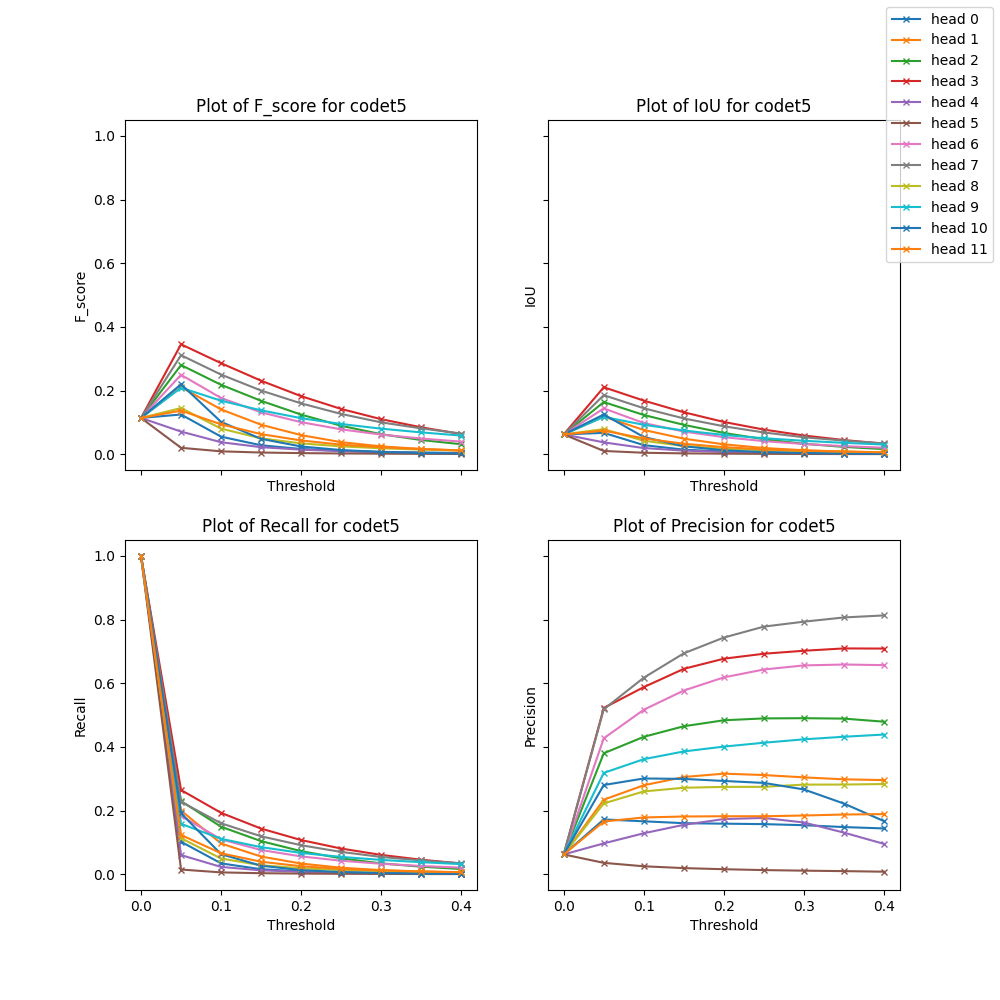 head 0
head 1
head 2
head 3
head 4
head 5
head 6
head 7
head 8
head 9
head 10
head 11
Plot of F_score for codet5
1.0
0.8
0.6
0.4
0.2
0.0
F_score
Threshold
Plot of IoU for codet5
IoU
Threshold
Plot of Recall for codet5
1.0
0.8
0.6
0.4
0.2
0.0
Recall
0.0 0.1 0.2 0.3 0.4
Threshold
Plot of Precision for codet5
Precision
0.0 0.1 0.2 0.3 0.4
Threshold